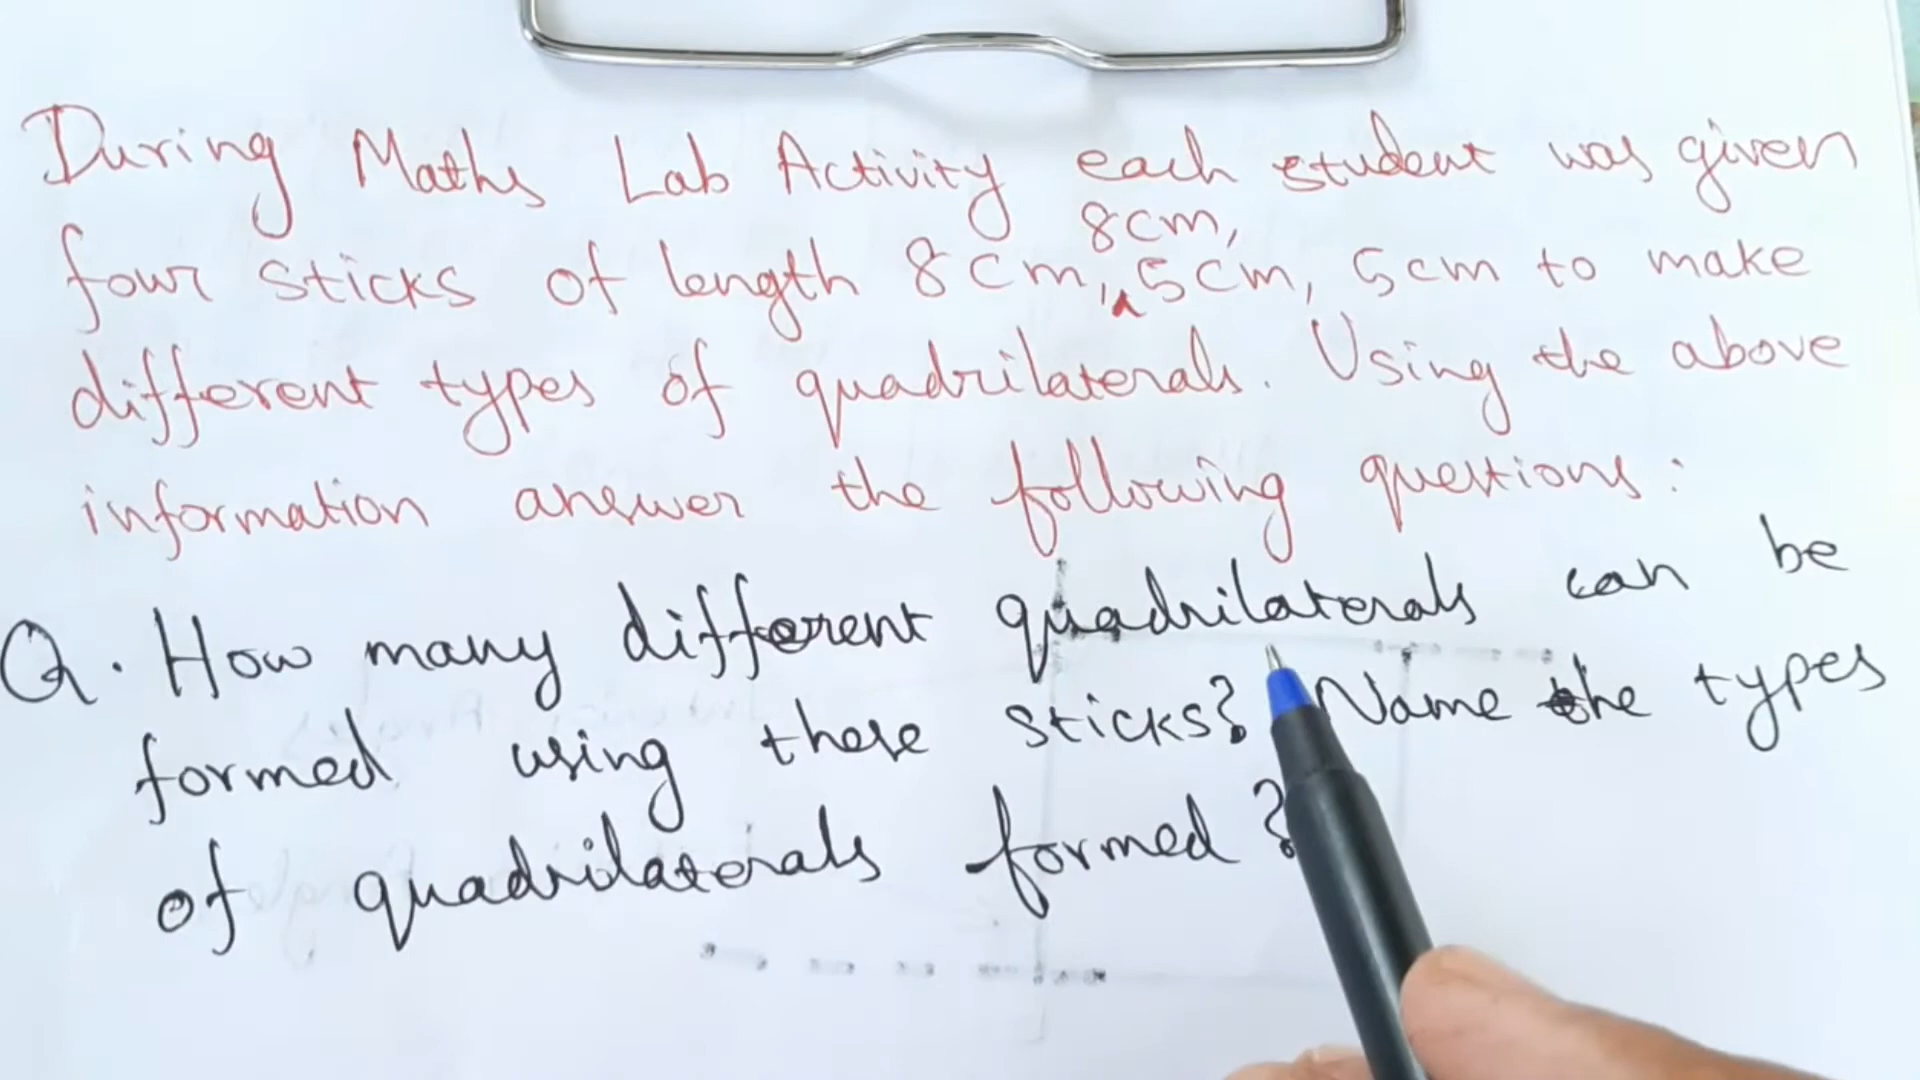 During Maths Lab Activity each student was given
8cm,
four sticks of length 8cm, 5cm, 5cm to make
different types of quadrilaterals. Using the above
information answer the following questions:
Q. How many different quadrilaterals can be
formed using these sticks? Name the types
of quadrilaterals formed?